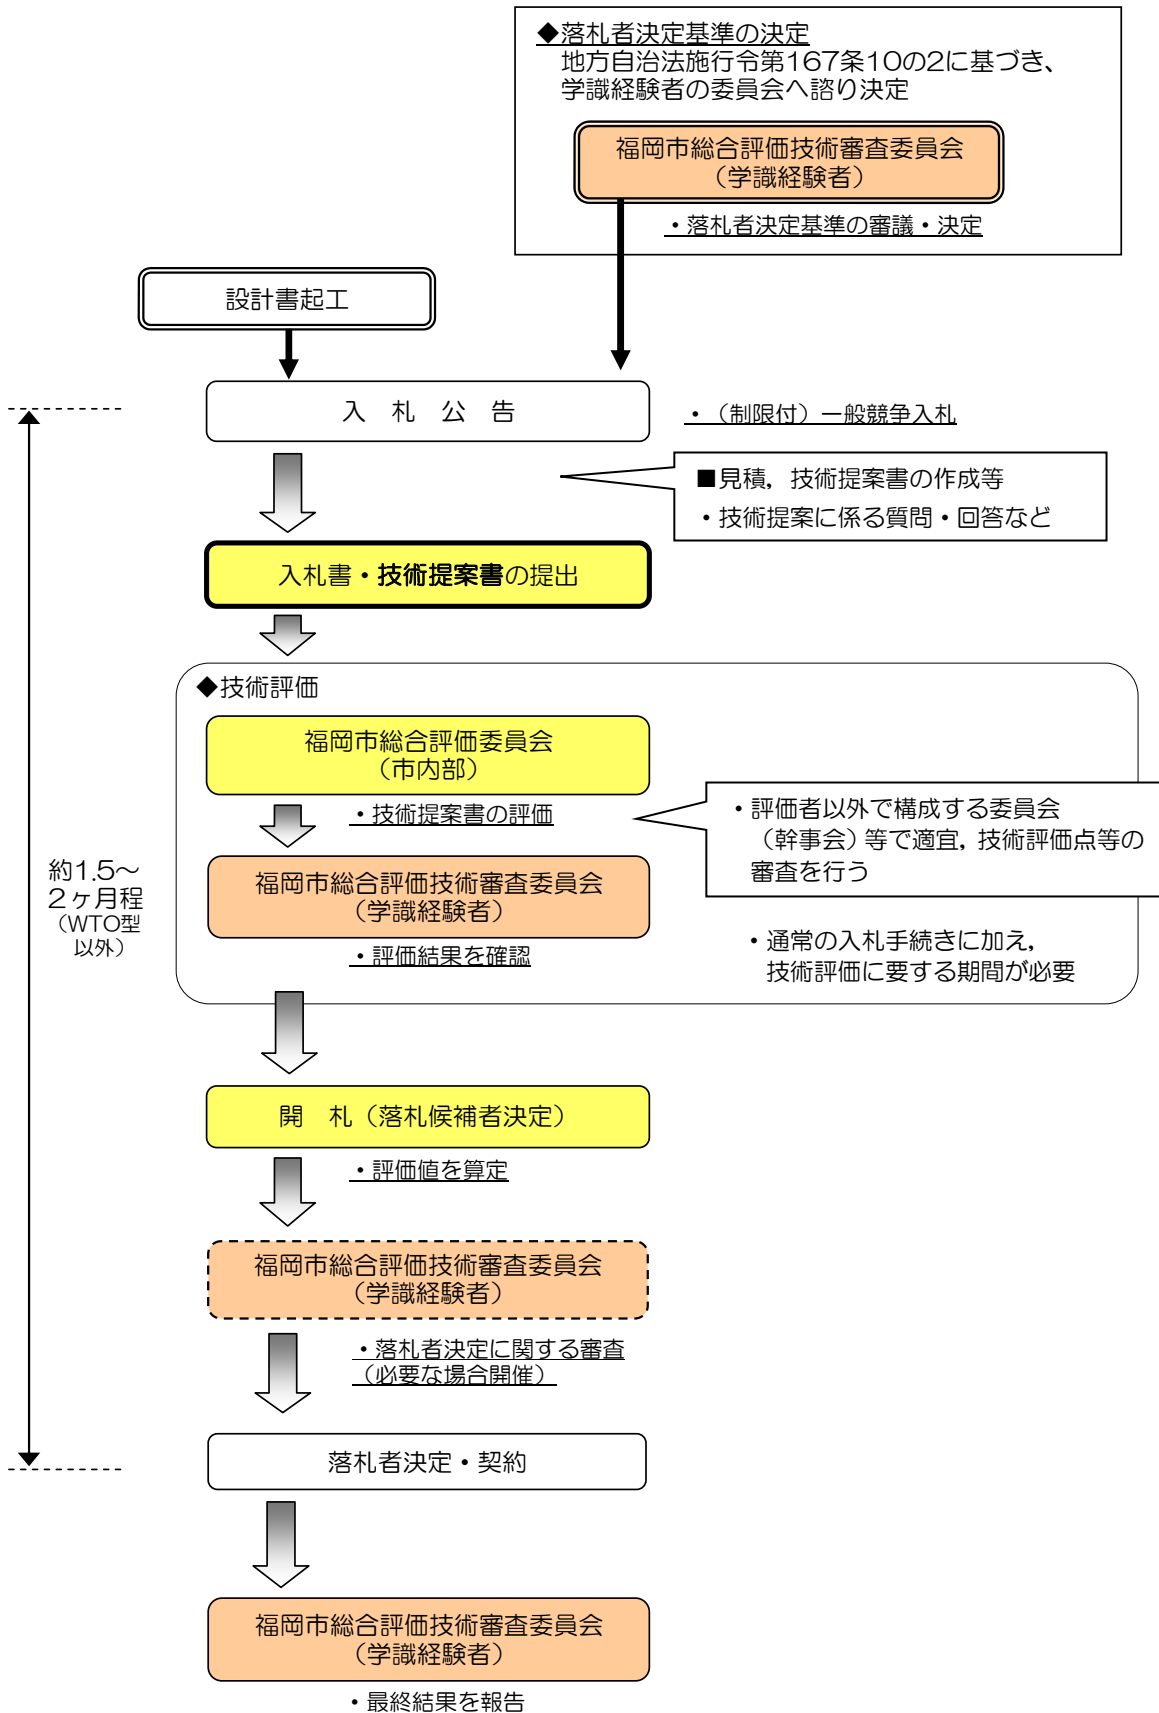 ◆落札者決定基準の決定
地方自治法施行令第167条10の2に基づき、
学識経験者の委員会へ諮り決定
福岡市総合評価技術審査委員会
（学識経験者）
・落札者決定基準の審議・決定
設計書起工
入 札 公 告
・（制限付）一般競争入札
■見積，技術提案書の作成等
・技術提案に係る質問・回答など
入札書・技術提案書の提出
◆技術評価
福岡市総合評価委員会
（市内部）
・技術提案書の評価
・評価者以外で構成する委員会
（幹事会）等で適宜，技術評価点等の
審査を行う
福岡市総合評価技術審査委員会
（学識経験者）
・評価結果を確認
・通常の入札手続きに加え，
技術評価に要する期間が必要
約1.5～
2ヶ月程
（WTO型
以外）
開　札（落札候補者決定）
・評価値を算定
福岡市総合評価技術審査委員会
（学識経験者）
・落札者決定に関する審査
（必要な場合開催）
落札者決定・契約
福岡市総合評価技術審査委員会
（学識経験者）
・最終結果を報告